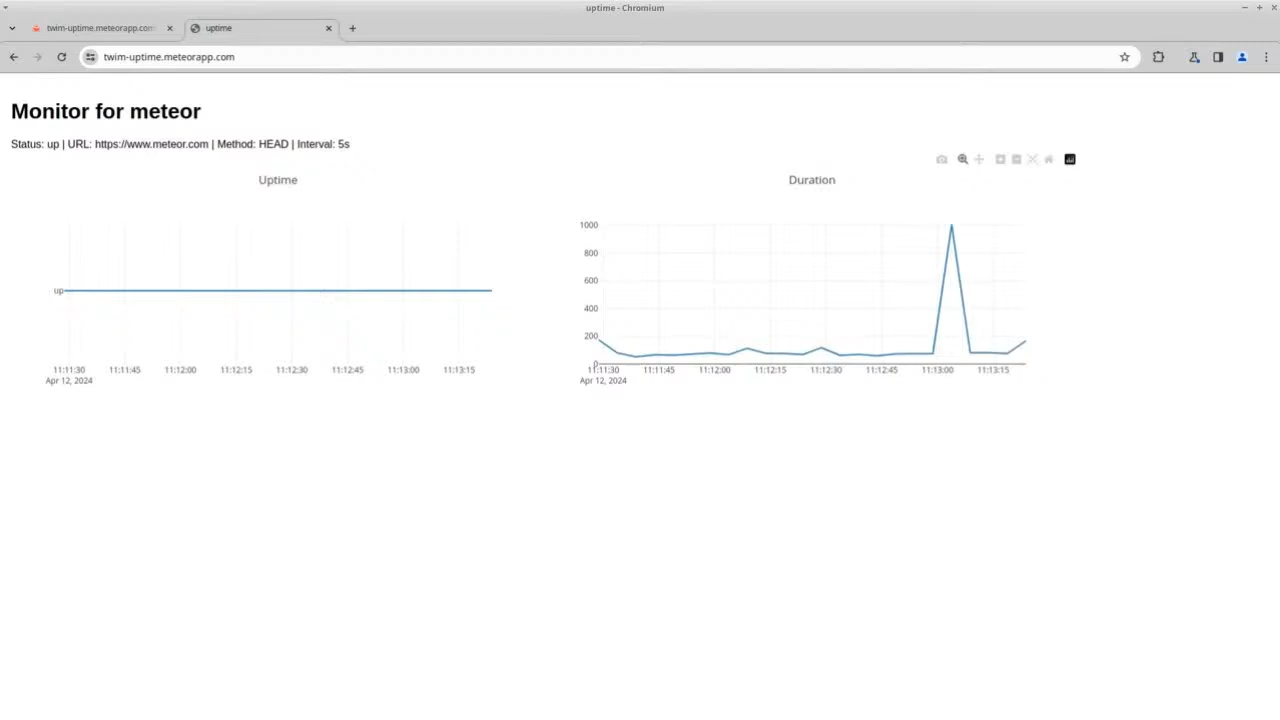 uptime - Chromium
twim-uptime.meteorapp.com
uptime
twim-uptime.meteorapp.com
Monitor for meteor
Status: up | URL: https://www.meteor.com | Method: HEAD | Interval: 5s
Uptime
up
11:11:30 11:11:45 11:12:00 11:12:15 11:12:30 11:12:45 11:13:00 11:13:15
Apr 12, 2024
Duration
1000
800
600
400
200
0
11:11:30 11:11:45 11:12:00 11:12:15 11:12:30 11:12:45 11:13:00 11:13:15
Apr 12, 2024